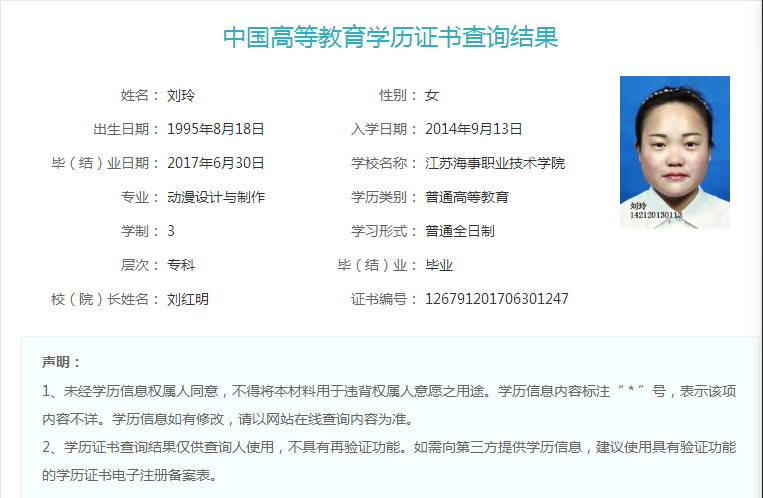 中国高等教育学历证书查询结果
姓名： 刘玲 性别： 女
出生日期： 1995年8月18日 入学日期： 2014年9月13日
毕（结）业日期： 2017年6月30日 学校名称： 江苏海事职业技术学院
专业： 动漫设计与制作 学历类别： 普通高等教育
刘玲
142120130113
学制： 3 学习形式： 普通全日制
层次： 专科 毕（结）业： 毕业
校（院）长姓名： 刘红明 证书编号： 126791201706301247
声明：
1、未经学历信息权属人同意，不得将本材料用于违背权属人意愿之用途。学历信息内容标注“＊”号，表示该项
内容不详。学历信息如有修改，请以网站在线查询内容为准。
2、学历证书查询结果仅供查询人使用，不具有再验证功能。如需向第三方提供学历信息，建议使用具有验证功能
的学历证书电子注册备案表。